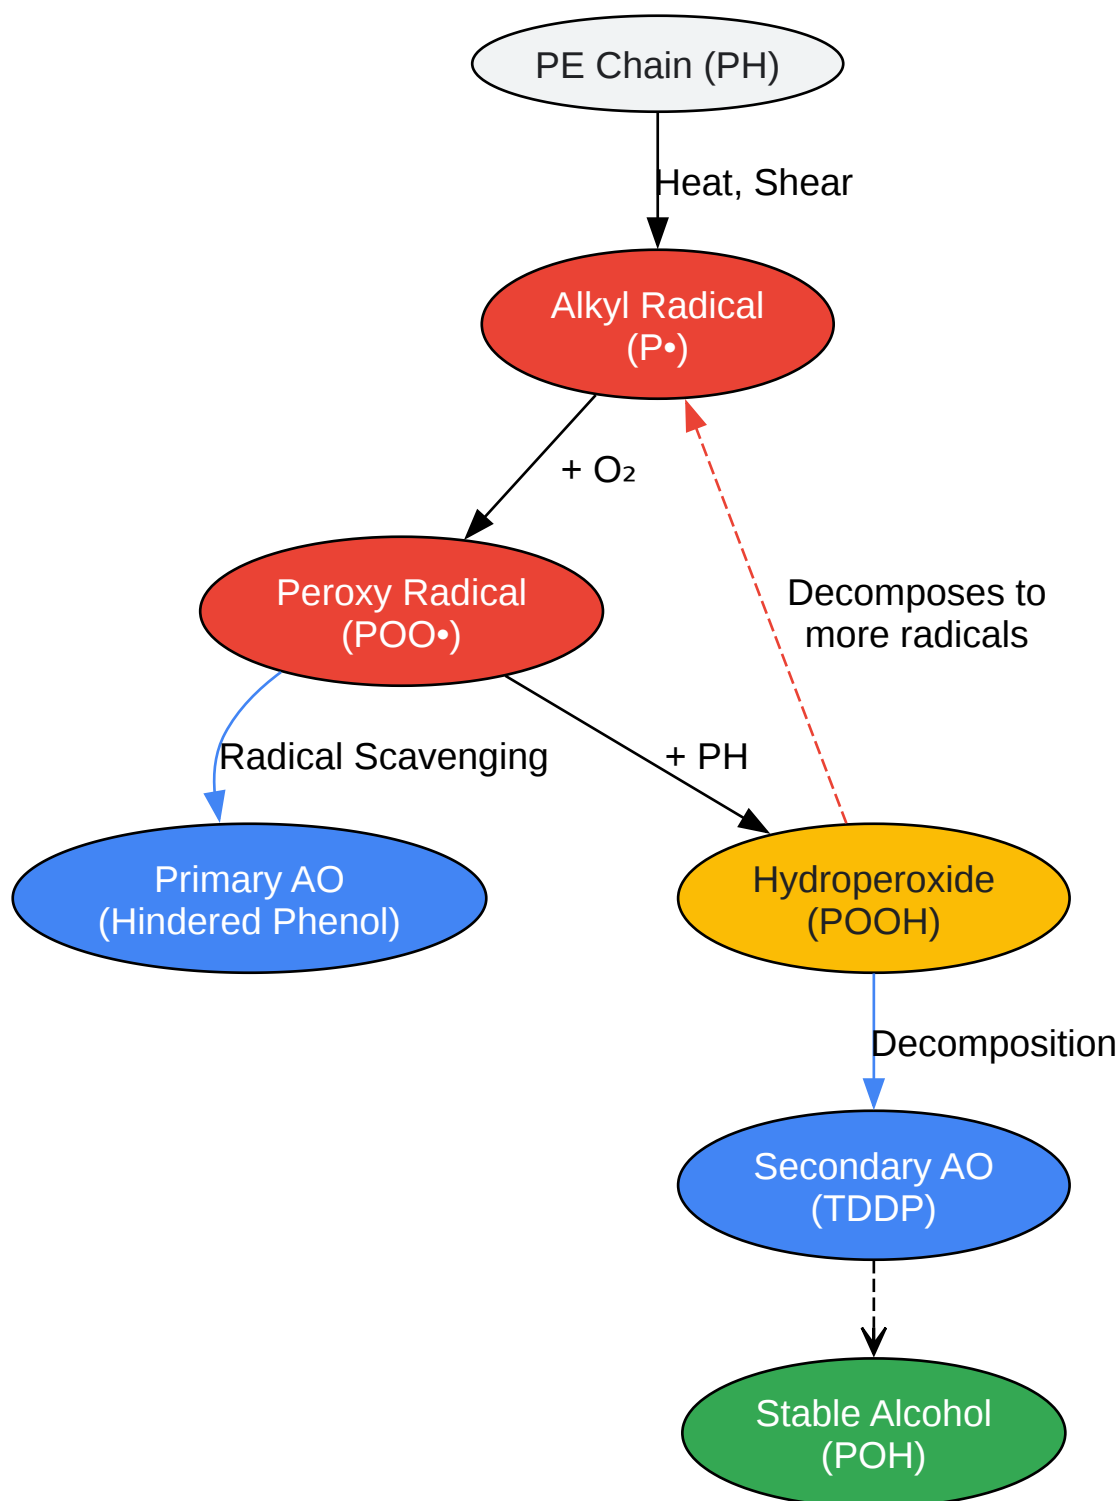 PE Chain (PH)
Heat, Shear
Alkyl Radical
(P•)
+ O₂
Peroxy Radical
(POO•)
Decomposes to
more radicals
Radical Scavenging
+ PH
Primary AO
(Hindered Phenol)
Hydroperoxide
(POOH)
Decomposition
Secondary AO
(TDDP)
Stable Alcohol
(POH)